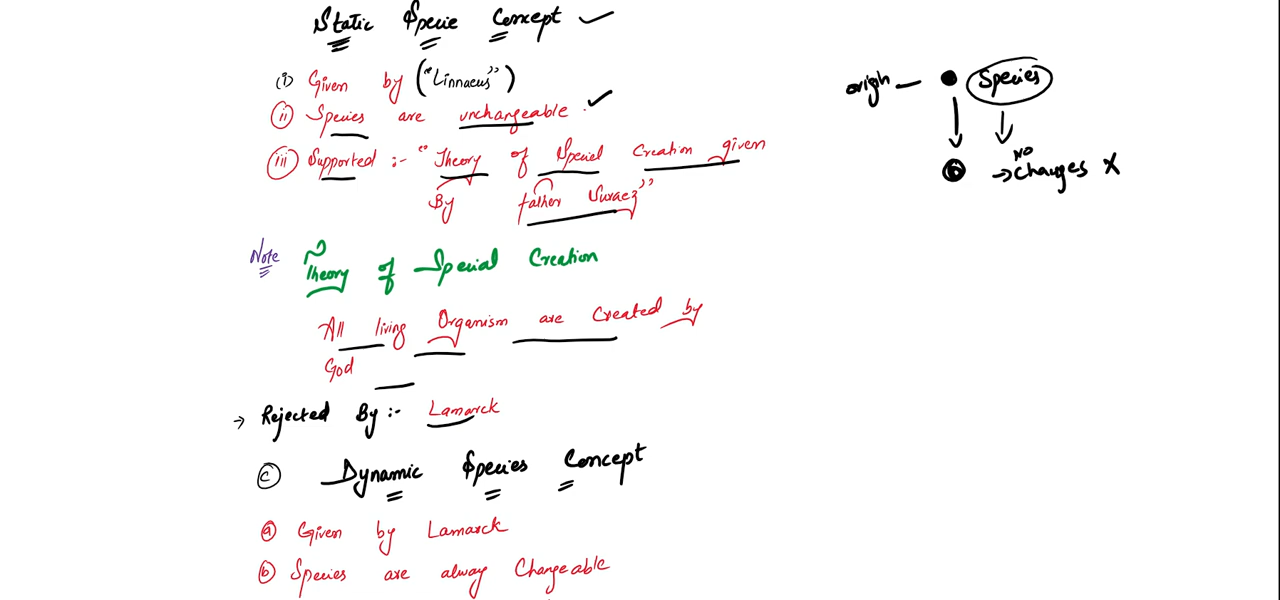 Static Specie Concept
(i) Given by ("Linnaeus")
(ii) Species are unchangeable.
(iii) Supported :- "Theory of Special Creation given
By father Suraez"
Note Theory of Special Creation
All living Organism are Created by
God
→ Rejected By :- Lamarck
(c) Dynamic Species Concept
(a) Given by Lamarck
(b) Species are alway Changeable
origin — Species
→ NO changes X